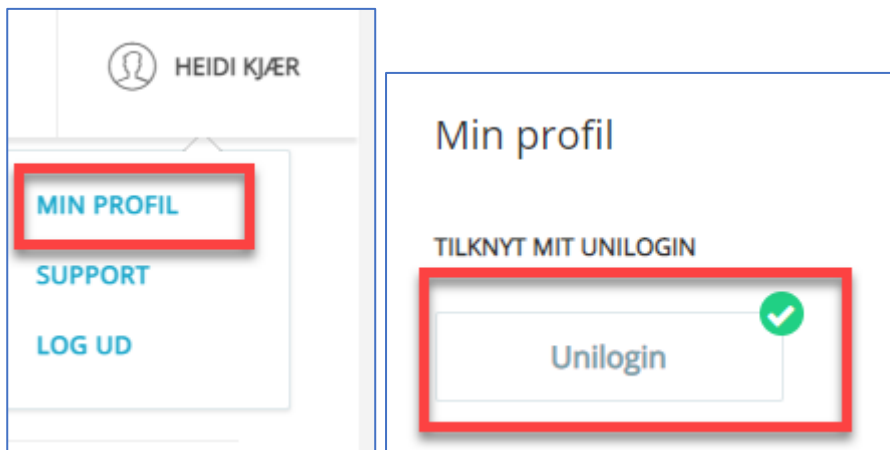 HEIDI KJÆR
MIN PROFIL
SUPPORT
LOG UD
Min profil
TILKNYT MIT UNILOGIN
Unilogin